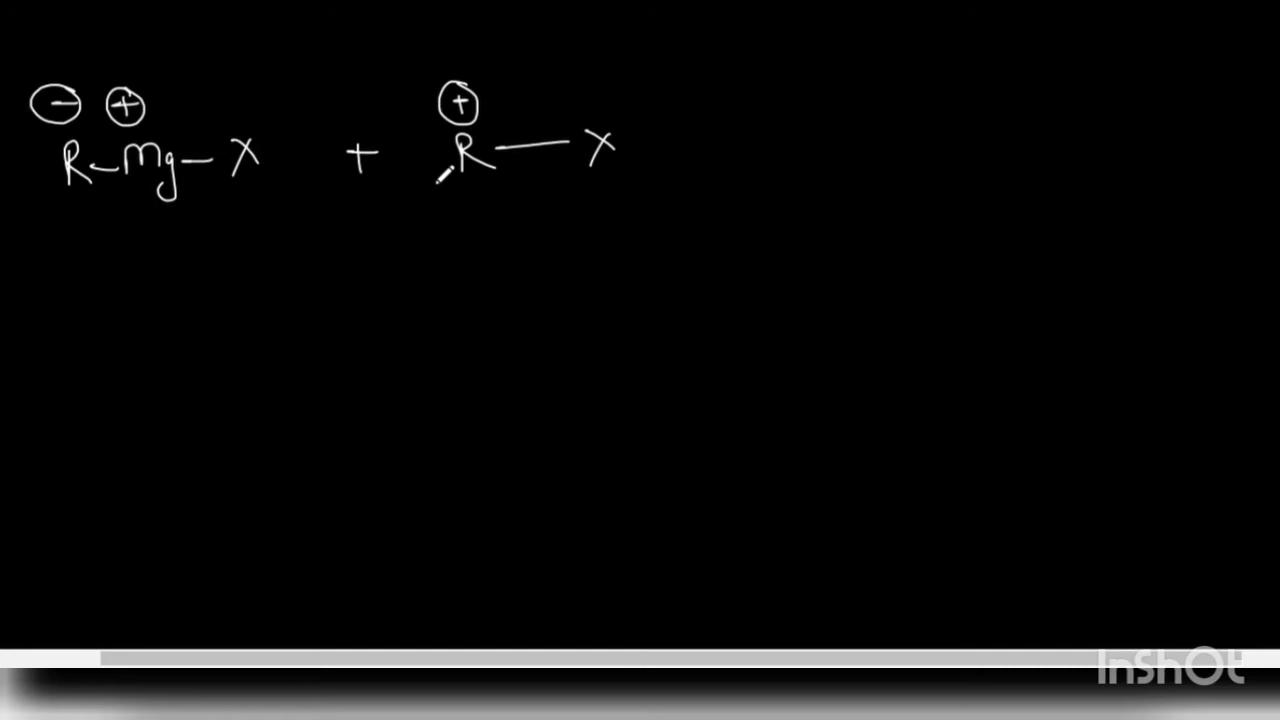 ⊖ ⊕ ⊕
R-Mg-X + R-X
InShOt